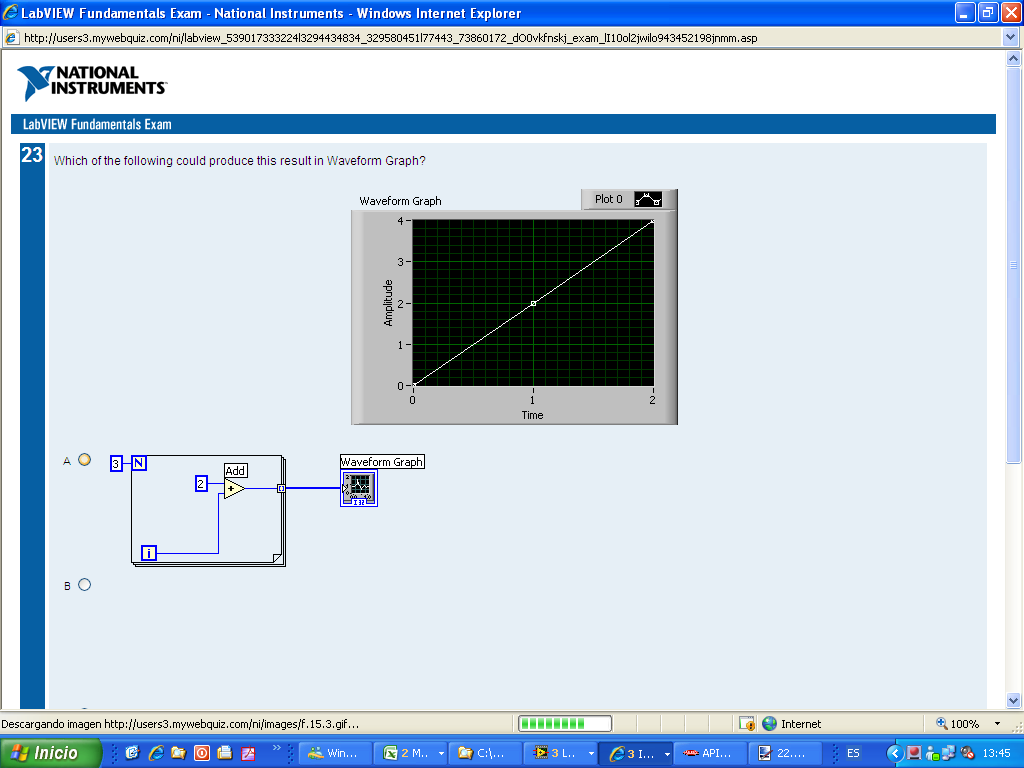 LabVIEW Fundamentals Exam - National Instruments - Windows Internet Explorer
http://users3.mywebquiz.com/ni/labview_539017333224l3294434834_329580451l77443_73860172_dO0vkfnskj_exam_lI10ol2jwilo943452198jnmm.asp
NATIONAL
INSTRUMENTS
LabVIEW Fundamentals Exam
23 Which of the following could produce this result in Waveform Graph?
Waveform Graph
Plot 0
4
3
2
1
0
Amplitude
0 1 2
Time
A
3 N
Add
2
+
i
Waveform Graph
I32
B
Descargando imagen http://users3.mywebquiz.com/ni/images/f.15.3.gif...
Internet
100%
Inicio
Win...
2 M...
C:\...
3 L...
3 I...
API...
22....
ES
13:45